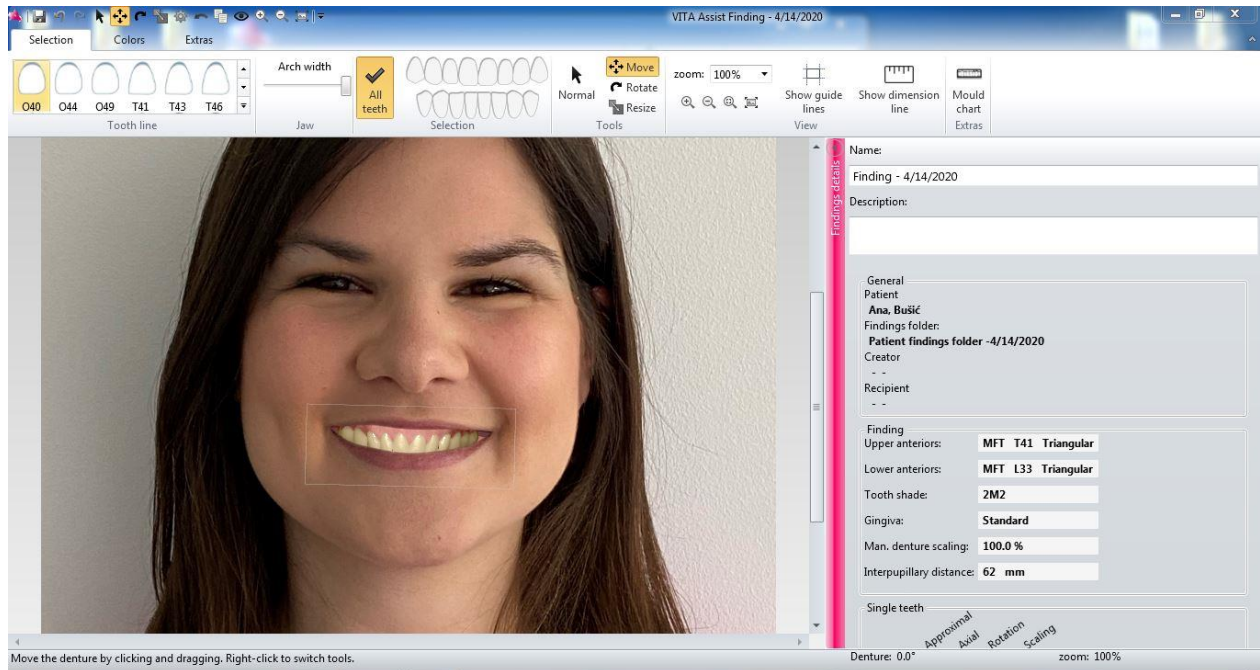 VITA Assist Finding - 4/14/2020
Selection Colors Extras
O40 O44 O49 T41 T43 T46
Tooth line
Arch width
Jaw
All teeth
Selection
Normal
Move
Rotate
Resize
Tools
zoom: 100%
Show guide lines
View
Show dimension line
Mould chart
Extras
Findings details
Name:
Finding - 4/14/2020
Description:
General
Patient
Ana, Bušić
Findings folder:
Patient findings folder -4/14/2020
Creator
- -
Recipient
- -
Finding
Upper anteriors: MFT T41 Triangular
Lower anteriors: MFT L33 Triangular
Tooth shade: 2M2
Gingiva: Standard
Man. denture scaling: 100.0 %
Interpupillary distance: 62 mm
Single teeth
Approximal
Axial
Rotation
Scaling
Move the denture by clicking and dragging. Right-click to switch tools.
Denture: 0.0° zoom: 100%